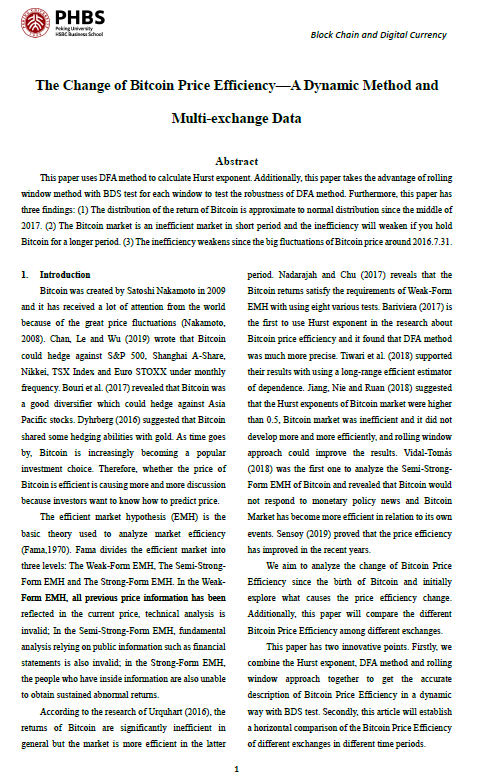 PHBS
Peking University
HSBC Business School
Block Chain and Digital Currency
The Change of Bitcoin Price Efficiency—A Dynamic Method and
Multi-exchange Data
Abstract
This paper uses DFA method to calculate Hurst exponent. Additionally, this paper takes the advantage of rolling
window method with BDS test for each window to test the robustness of DFA method. Furthermore, this paper has
three findings: (1) The distribution of the return of Bitcoin is approximate to normal distribution since the middle of
2017. (2) The Bitcoin market is an inefficient market in short period and the inefficiency will weaken if you hold
Bitcoin for a longer period. (3) The inefficiency weakens since the big fluctuations of Bitcoin price around 2016.7.31.
1. Introduction
Bitcoin was created by Satoshi Nakamoto in 2009
and it has received a lot of attention from the world
because of the great price fluctuations (Nakamoto,
2008). Chan, Le and Wu (2019) wrote that Bitcoin
could hedge against S&P 500, Shanghai A-Share,
Nikkei, TSX Index and Euro STOXX under monthly
frequency. Bouri et al. (2017) revealed that Bitcoin was
a good diversifier which could hedge against Asia
Pacific stocks. Dyhrberg (2016) suggested that Bitcoin
shared some hedging abilities with gold. As time goes
by, Bitcoin is increasingly becoming a popular
investment choice. Therefore, whether the price of
Bitcoin is efficient is causing more and more discussion
because investors want to know how to predict price.
The efficient market hypothesis (EMH) is the
basic theory used to analyze market efficiency
(Fama,1970). Fama divides the efficient market into
three levels: The Weak-Form EMH, The Semi-Strong-
Form EMH and The Strong-Form EMH. In the Weak-
Form EMH, all previous price information has been
reflected in the current price, technical analysis is
invalid; In the Semi-Strong-Form EMH, fundamental
analysis relying on public information such as financial
statements is also invalid; in the Strong-Form EMH,
the people who have inside information are also unable
to obtain sustained abnormal returns.
According to the research of Urquhart (2016), the
returns of Bitcoin are significantly inefficient in
general but the market is more efficient in the latter
period. Nadarajah and Chu (2017) reveals that the
Bitcoin returns satisfy the requirements of Weak-Form
EMH with using eight various tests. Bariviera (2017) is
the first to use Hurst exponent in the research about
Bitcoin price efficiency and it found that DFA method
was much more precise. Tiwari et al. (2018) supported
their results with using a long-range efficient estimator
of dependence. Jiang, Nie and Ruan (2018) suggested
that the Hurst exponents of Bitcoin market were higher
than 0.5, Bitcoin market was inefficient and it did not
develop more and more efficiently, and rolling window
approach could improve the results. Vidal-Tomás
(2018) was the first one to analyze the Semi-Strong-
Form EMH of Bitcoin and revealed that Bitcoin would
not respond to monetary policy news and Bitcoin
Market has become more efficient in relation to its own
events. Sensoy (2019) proved that the price efficiency
has improved in the recent years.
We aim to analyze the change of Bitcoin Price
Efficiency since the birth of Bitcoin and initially
explore what causes the price efficiency change.
Additionally, this paper will compare the different
Bitcoin Price Efficiency among different exchanges.
This paper has two innovative points. Firstly, we
combine the Hurst exponent, DFA method and rolling
window approach together to get the accurate
description of Bitcoin Price Efficiency in a dynamic
way with BDS test. Secondly, this article will establish
a horizontal comparison of the Bitcoin Price Efficiency
of different exchanges in different time periods.
1